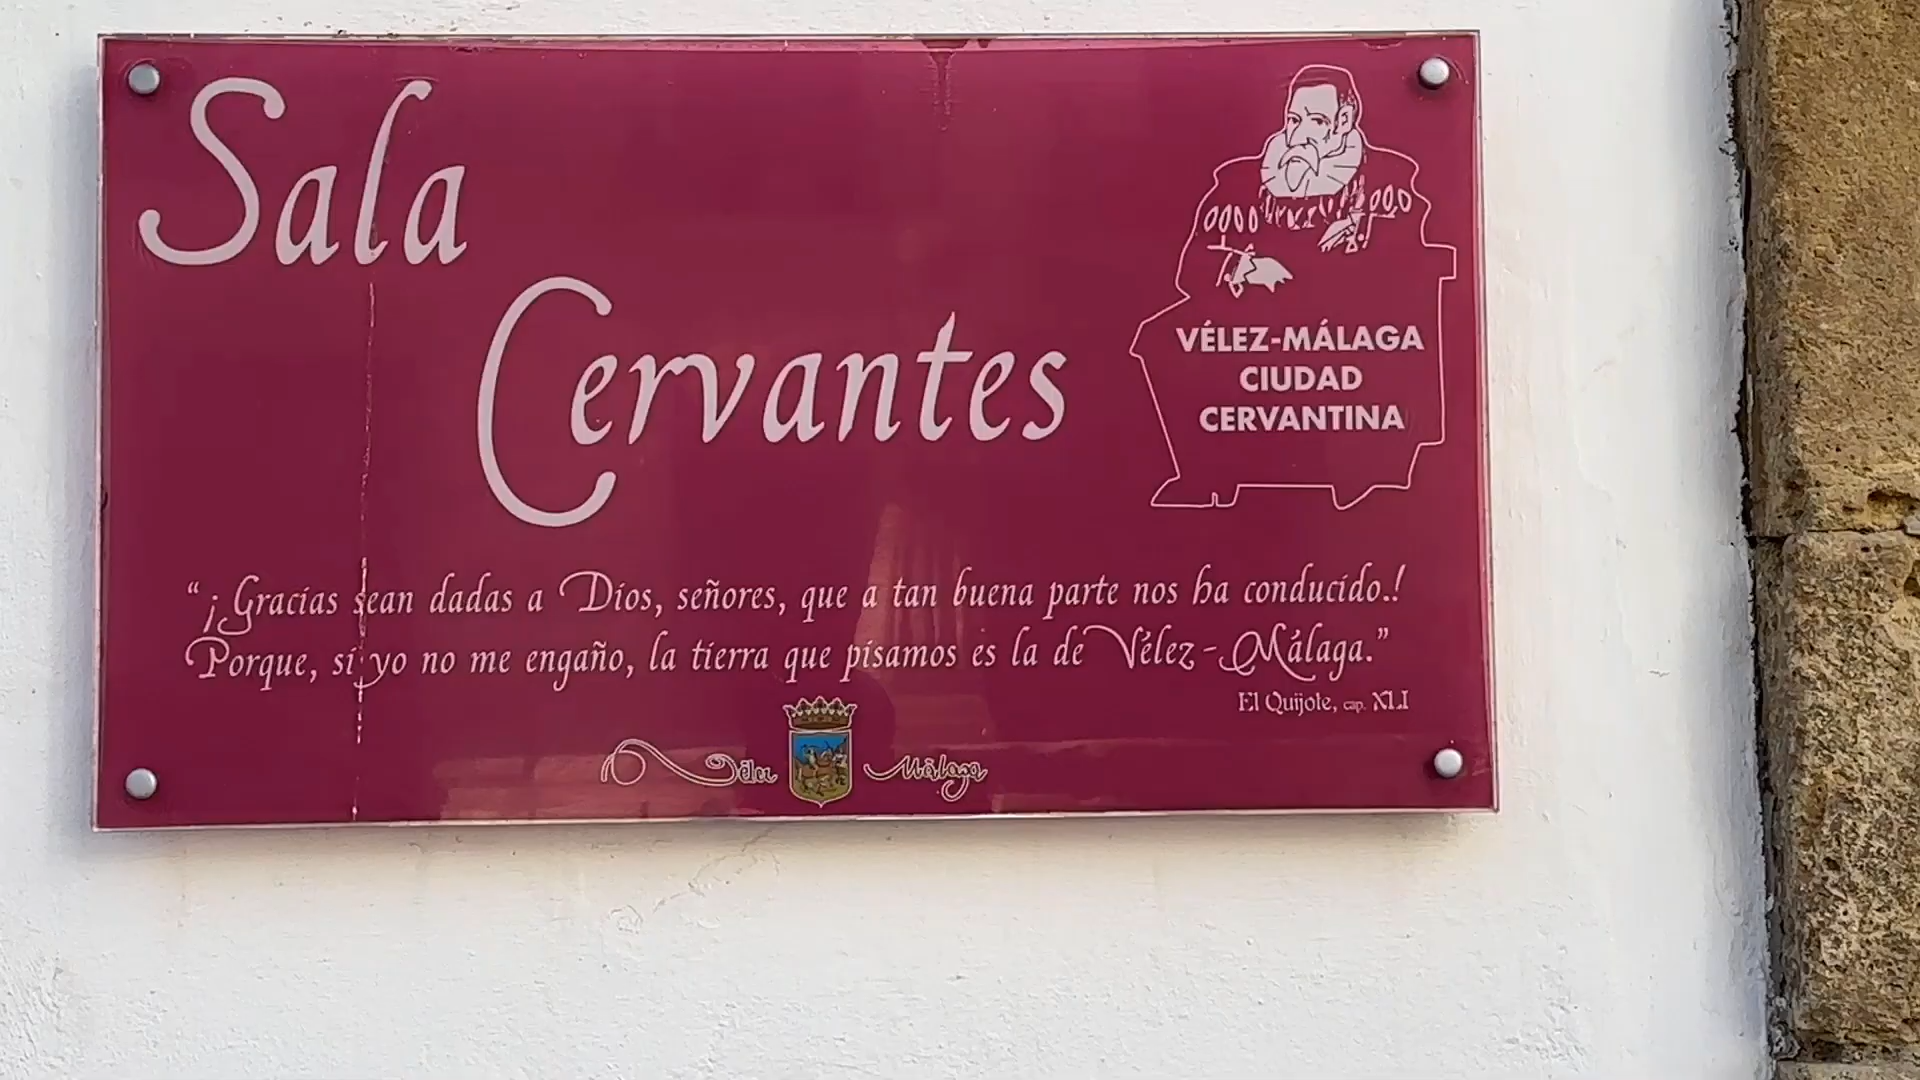 Sala
Cervantes
VÉLEZ-MÁLAGA
CIUDAD
CERVANTINA
“¡Gracias sean dadas a Dios, señores, que a tan buena parte nos ha conducido.!
Porque, si yo no me engaño, la tierra que pisamos es la de Vélez-Málaga.”
El Quijote, cap. XLI
Vélez Málaga